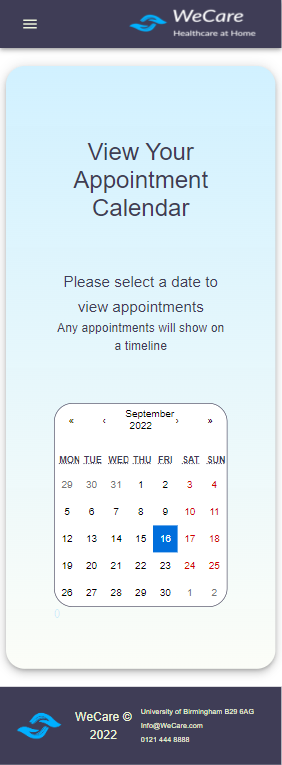 WeCare
Healthcare at Home
View Your
Appointment
Calendar
Please select a date to
view appointments
Any appointments will show on
a timeline
« ‹ September 2022 › »
MON TUE WED THU FRI SAT SUN
29 30 31 1 2 3 4
5 6 7 8 9 10 11
12 13 14 15 16 17 18
19 20 21 22 23 24 25
26 27 28 29 30 1 2
0
WeCare ©
2022
University of Birmingham B29 6AG
Info@WeCare.com
0121 444 8888